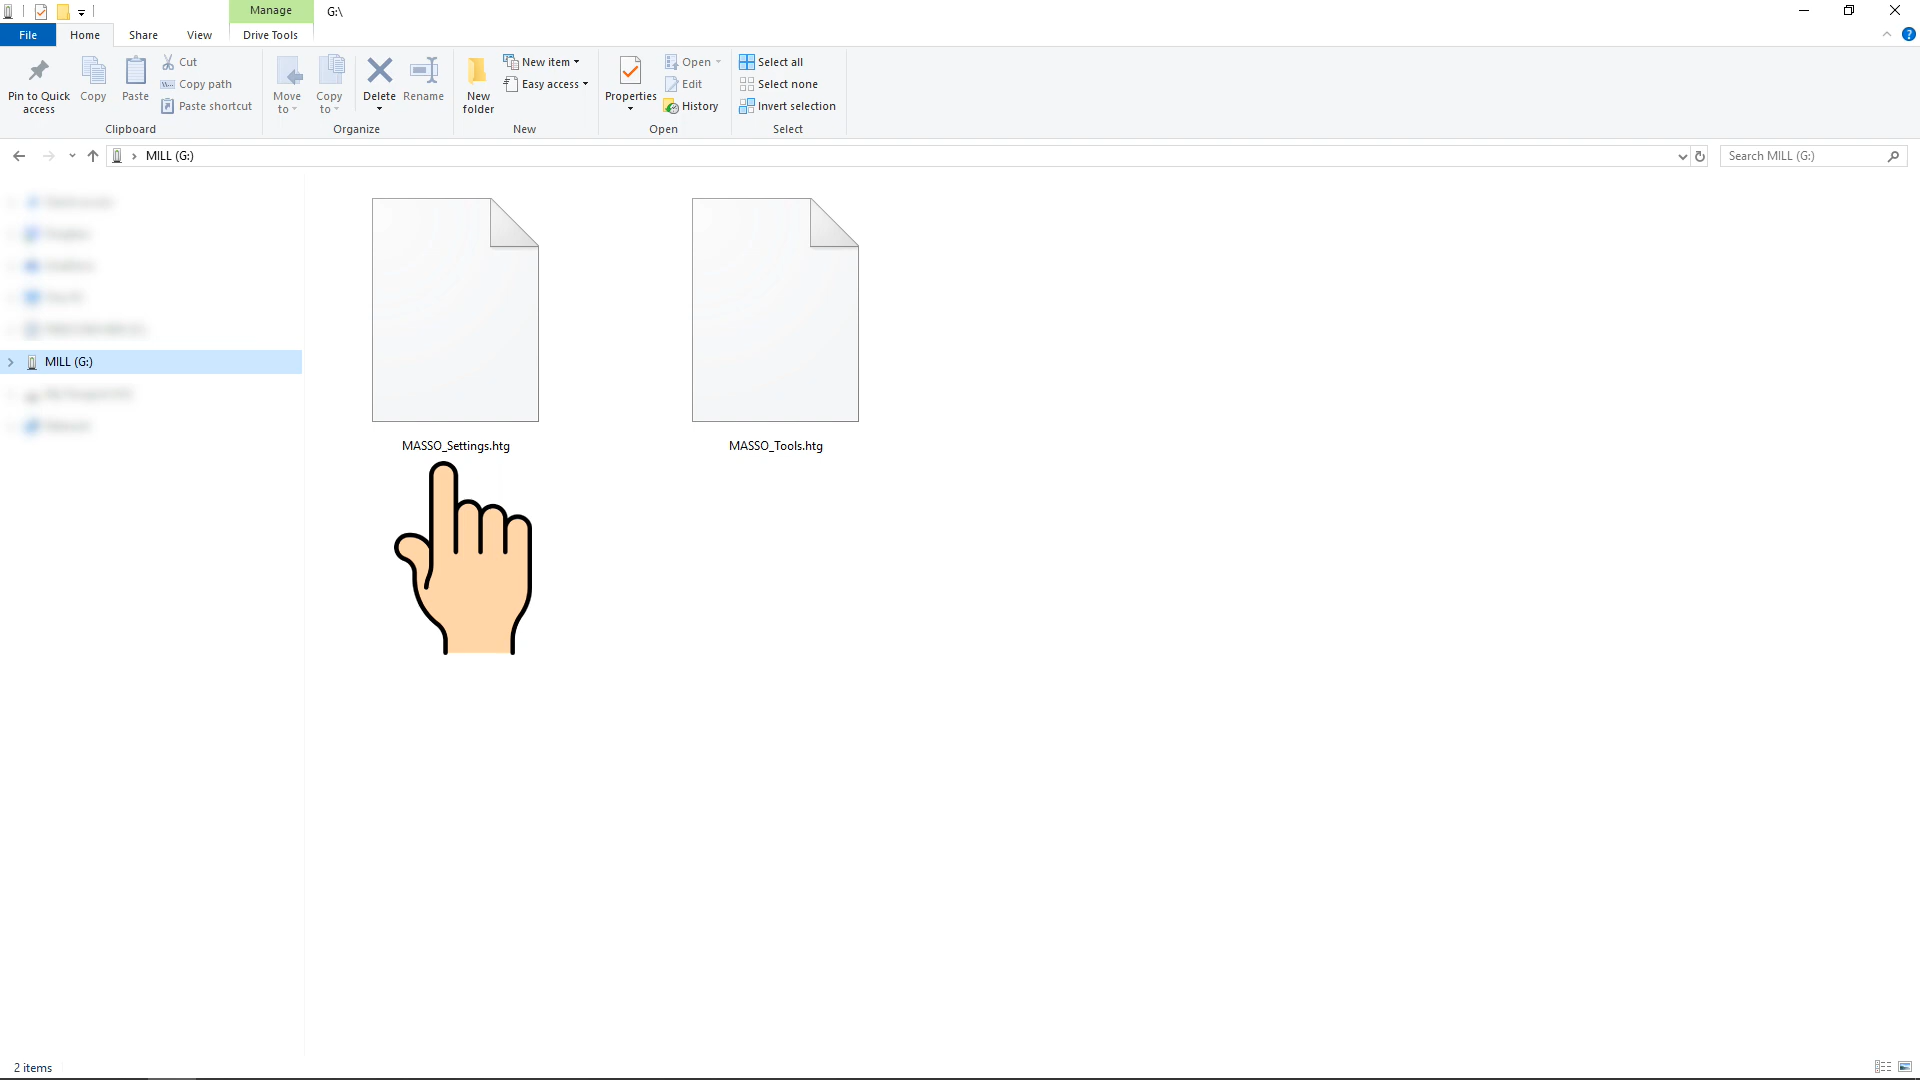 Manage
G:\
File
Home
Share
View
Drive Tools
Pin to Quick
access
Copy
Paste
Cut
Copy path
Paste shortcut
Clipboard
Move
to
Copy
to
Delete
Rename
Organize
New
folder
New item
Easy access
New
Properties
Open
Edit
History
Open
Select all
Select none
Invert selection
Select
MILL (G:)
Search MILL (G:)
MILL (G:)
MASSO_Settings.htg
MASSO_Tools.htg
2 items